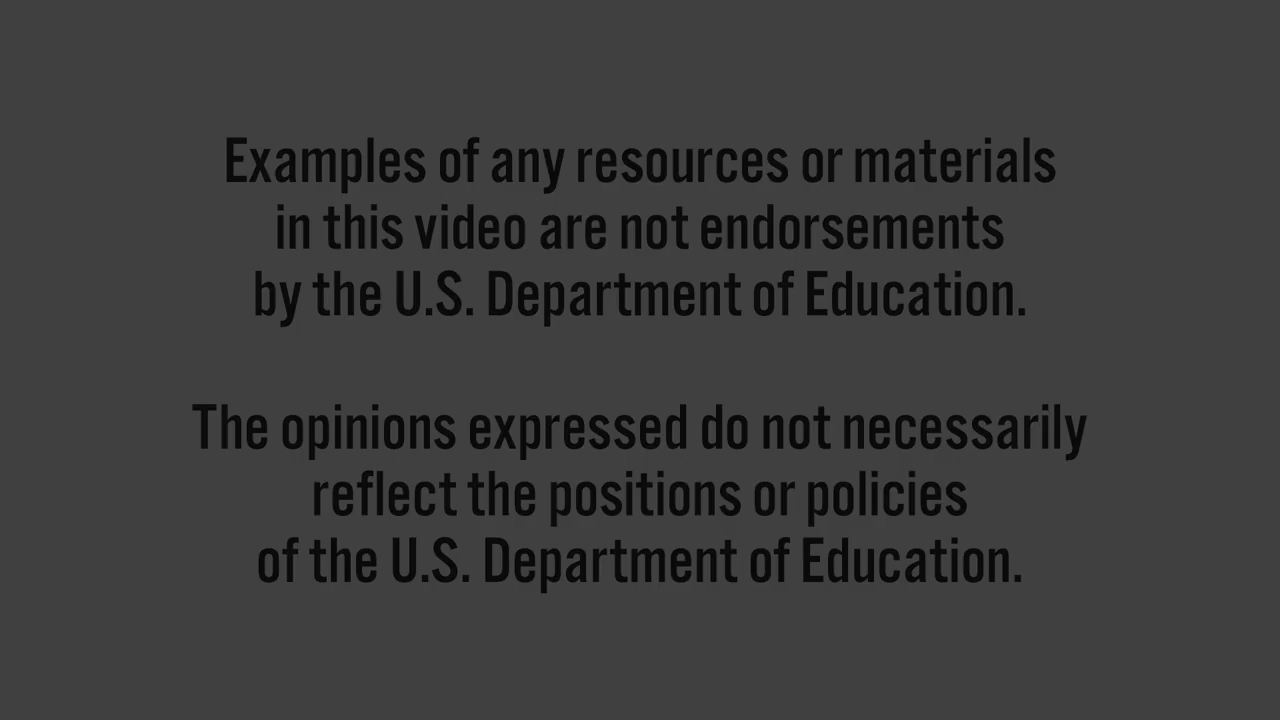 Examples of any resources or materials
in this video are not endorsements
by the U.S. Department of Education.
The opinions expressed do not necessarily
reflect the positions or policies
of the U.S. Department of Education.